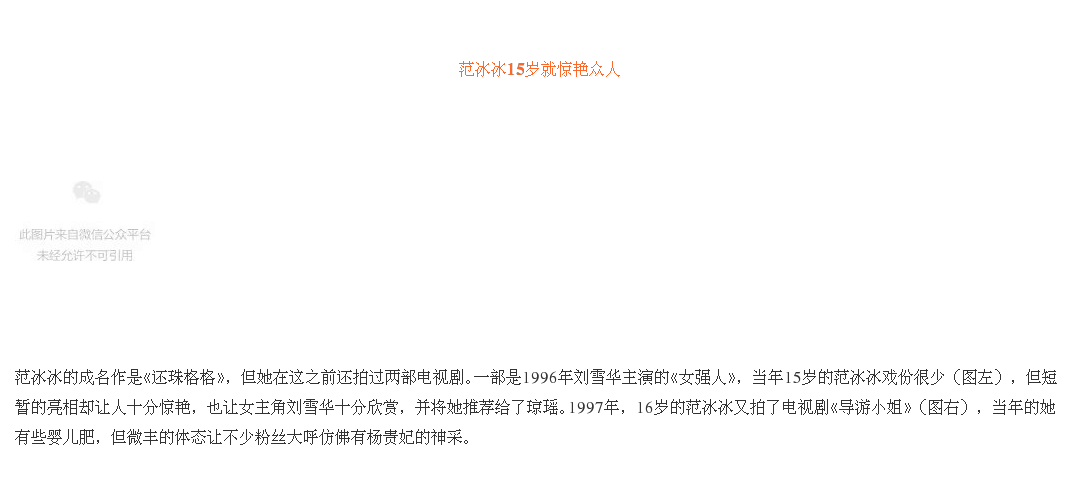 范冰冰15岁就惊艳众人
此图片来自微信公众平台
未经允许不可引用
范冰冰的成名作是《还珠格格》，但她在这之前还拍过两部电视剧。一部是1996年刘雪华主演的《女强人》，当年15岁的范冰冰戏份很少（图左），但短
暂的亮相却让人十分惊艳，也让女主角刘雪华十分欣赏，并将她推荐给了琼瑶。1997年，16岁的范冰冰又拍了电视剧《导游小姐》（图右），当年的她
有些婴儿肥，但微丰的体态让不少粉丝大呼仿佛有杨贵妃的神采。